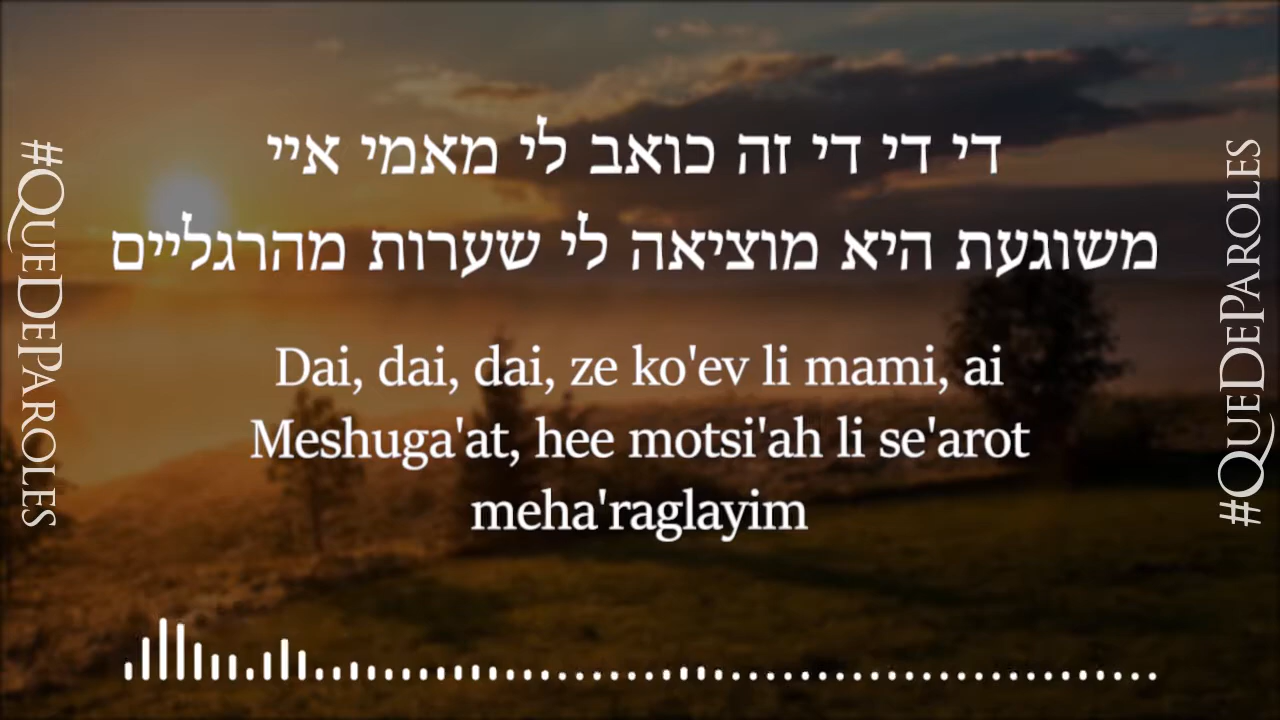 די די די זה כואב לי מאמי איי
משוגעת היא מוציאה לי שערות מהרגליים
Dai, dai, dai, ze ko'ev li mami, ai
Meshuga'at, hee motsi'ah li se'arot
meha'raglayim
#QUEDEPAROLES
#QUEDEPAROLES